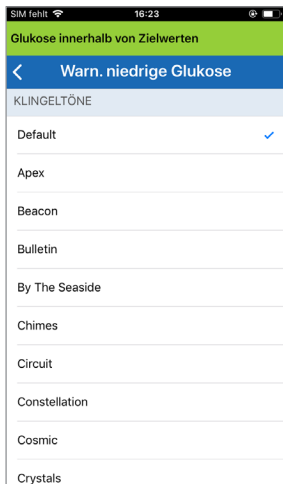 SIM fehlt 16:23
Glukose innerhalb von Zielwerten
Warn. niedrige Glukose
KLINGELTÖNE
Default
Apex
Beacon
Bulletin
By The Seaside
Chimes
Circuit
Constellation
Cosmic
Crystals